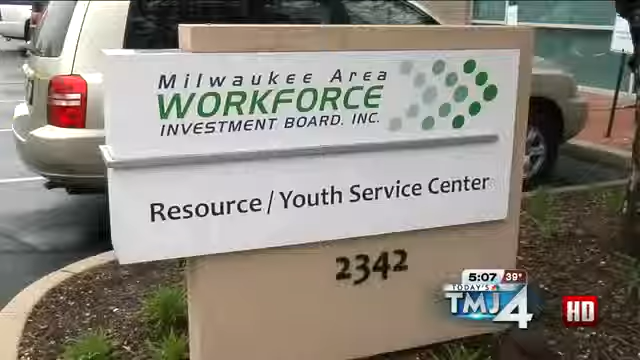 Milwaukee Area
WORKFORCE
INVESTMENT BOARD, INC.
Resource / Youth Service Center
2342
5:07 39°
TODAY'S
TMJ4
HD